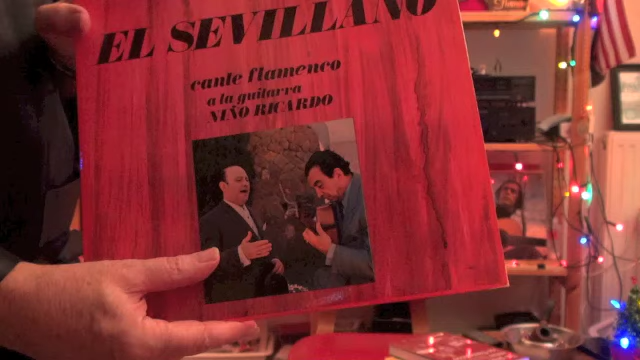 EL SEVILLANO
cante flamenco
a la guitarra
NIÑO RICARDO